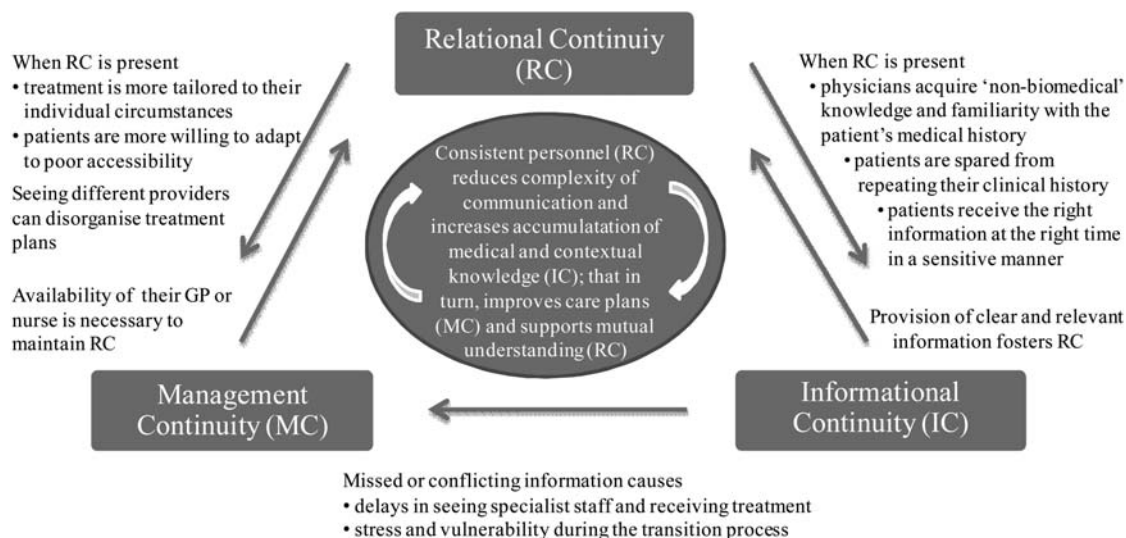 Relational Continuiy
(RC)
When RC is present
• treatment is more tailored to their
individual circumstances
• patients are more willing to adapt
to poor accessibility
Seeing different providers
can disorganise treatment
plans
Availability of their GP or
nurse is necessary to
maintain RC
Consistent personnel (RC)
reduces complexity of
communication and
increases accumulatation of
medical and contextual
knowledge (IC); that in
turn, improves care plans
(MC) and supports mutual
understanding (RC)
When RC is present
• physicians acquire ‘non-biomedical’
knowledge and familiarity with the
patient’s medical history
• patients are spared from
repeating their clinical history
• patients receive the right
information at the right time
in a sensitive manner
Provision of clear and relevant
information fosters RC
Management
Continuity (MC)
Informational
Continuity (IC)
Missed or conflicting information causes
• delays in seeing specialist staff and receiving treatment
• stress and vulnerability during the transition process